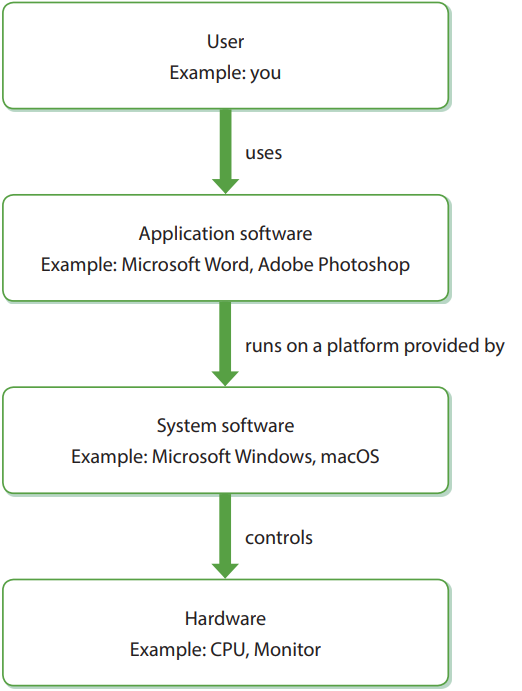 User
Example: you
uses
Application software
Example: Microsoft Word, Adobe Photoshop
runs on a platform provided by
System software
Example: Microsoft Windows, macOS
controls
Hardware
Example: CPU, Monitor